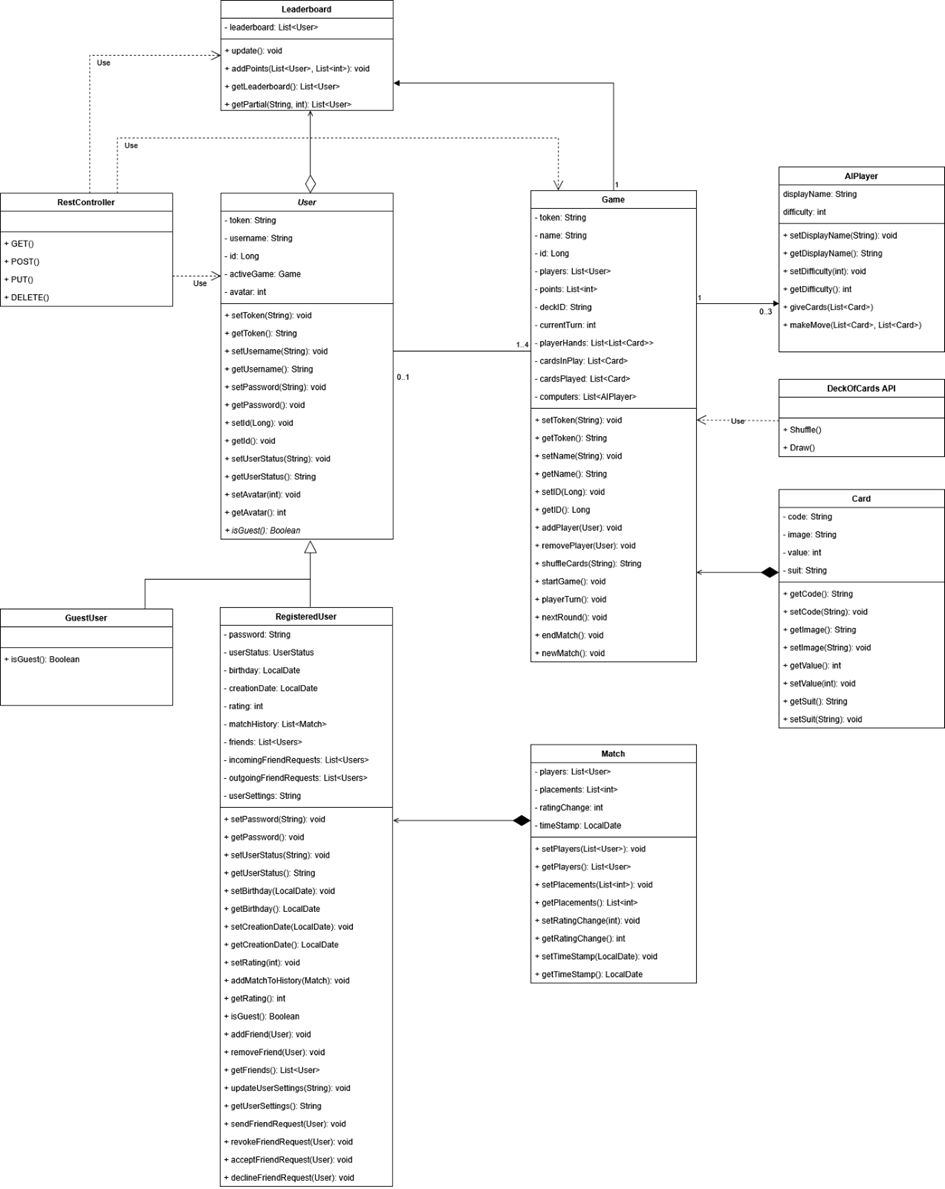 Leaderboard
- leaderboard: List<User>
+ update(): void
+ addPoints(List<User>, List<int>): void
+ getLeaderboard(): List<User>
+ getPartial(String, int): List<User>
Use
Use
Use
1
RestController
+ GET()
+ POST()
+ PUT()
+ DELETE()
User
- token: String
- username: String
- id: Long
- activeGame: Game
- avatar: int
+ setToken(String): void
+ getToken(): String
+ setUsername(String): void
+ getUsername(): String
+ setPassword(String): void
+ getPassword(): void
+ setId(Long): void
+ getId(): void
+ setUserStatus(String): void
+ getUserStatus(): String
+ setAvatar(int): void
+ getAvatar(): int
+ isGuest(): Boolean
0..1
1..4
Game
- token: String
- name: String
- id: Long
- players: List<User>
- points: List<int>
- deckID: String
- currentTurn: int
- playerHands: List<List<Card>>
- cardsInPlay: List<Card>
- cardsPlayed: List<Card>
- computers: List<AIPlayer>
+ setToken(String): void
+ getToken(): String
+ setName(String): void
+ getName(): String
+ setID(Long): void
+ getID(): Long
+ addPlayer(User): void
+ removePlayer(User): void
+ shuffleCards(String): String
+ startGame(): void
+ playerTurn(): void
+ nextRound(): void
+ endMatch(): void
+ newMatch(): void
1
0..3
AIPlayer
displayName: String
difficulty: int
+ setDisplayName(String): void
+ getDisplayName(): String
+ setDifficulty(int): void
+ getDifficulty(): int
+ giveCards(List<Card>)
+ makeMove(List<Card>, List<Card>)
Use
DeckOfCards API
+ Shuffle()
+ Draw()
Card
- code: String
- image: String
- value: int
- suit: String
+ getCode(): String
+ setCode(String): void
+ getImage(): String
+ setImage(String): void
+ getValue(): int
+ setValue(int): void
+ getSuit(): String
+ setSuit(String): void
GuestUser
+ isGuest(): Boolean
RegisteredUser
- password: String
- userStatus: UserStatus
- birthday: LocalDate
- creationDate: LocalDate
- rating: int
- matchHistory: List<Match>
- friends: List<Users>
- incomingFriendRequests: List<Users>
- outgoingFriendRequests: List<Users>
- userSettings: String
+ setPassword(String): void
+ getPassword(): void
+ setUserStatus(String): void
+ getUserStatus(): String
+ setBirthday(LocalDate): void
+ getBirthday(): LocalDate
+ setCreationDate(LocalDate): void
+ getCreationDate(): LocalDate
+ setRating(int): void
+ addMatchToHistory(Match): void
+ getRating(): int
+ isGuest(): Boolean
+ addFriend(User): void
+ removeFriend(User): void
+ getFriends(): List<User>
+ updateUserSettings(String): void
+ getUserSettings(): String
+ sendFriendRequest(User): void
+ revokeFriendRequest(User): void
+ acceptFriendRequest(User): void
+ declineFriendRequest(User): void
Match
- players: List<User>
- placements: List<int>
- ratingChange: int
- timeStamp: LocalDate
+ setPlayers(List<User>): void
+ getPlayers(): List<User>
+ setPlacements(List<int>): void
+ getPlacements(): List<int>
+ setRatingChange(int): void
+ getRatingChange(): int
+ setTimeStamp(LocalDate): void
+ getTimeStamp(): LocalDate